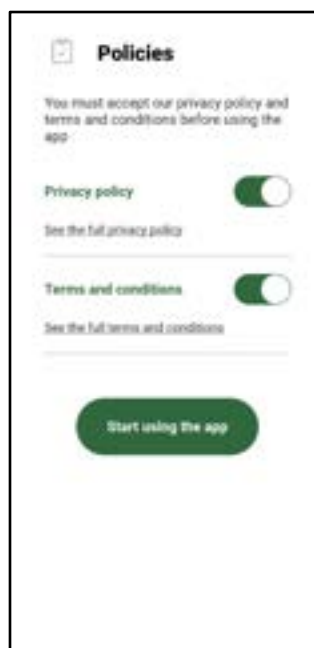 Policies
You must accept our privacy policy and
terms and conditions before using the
app
Privacy policy
See the full privacy policy
Terms and conditions
See the full terms and conditions
Start using the app